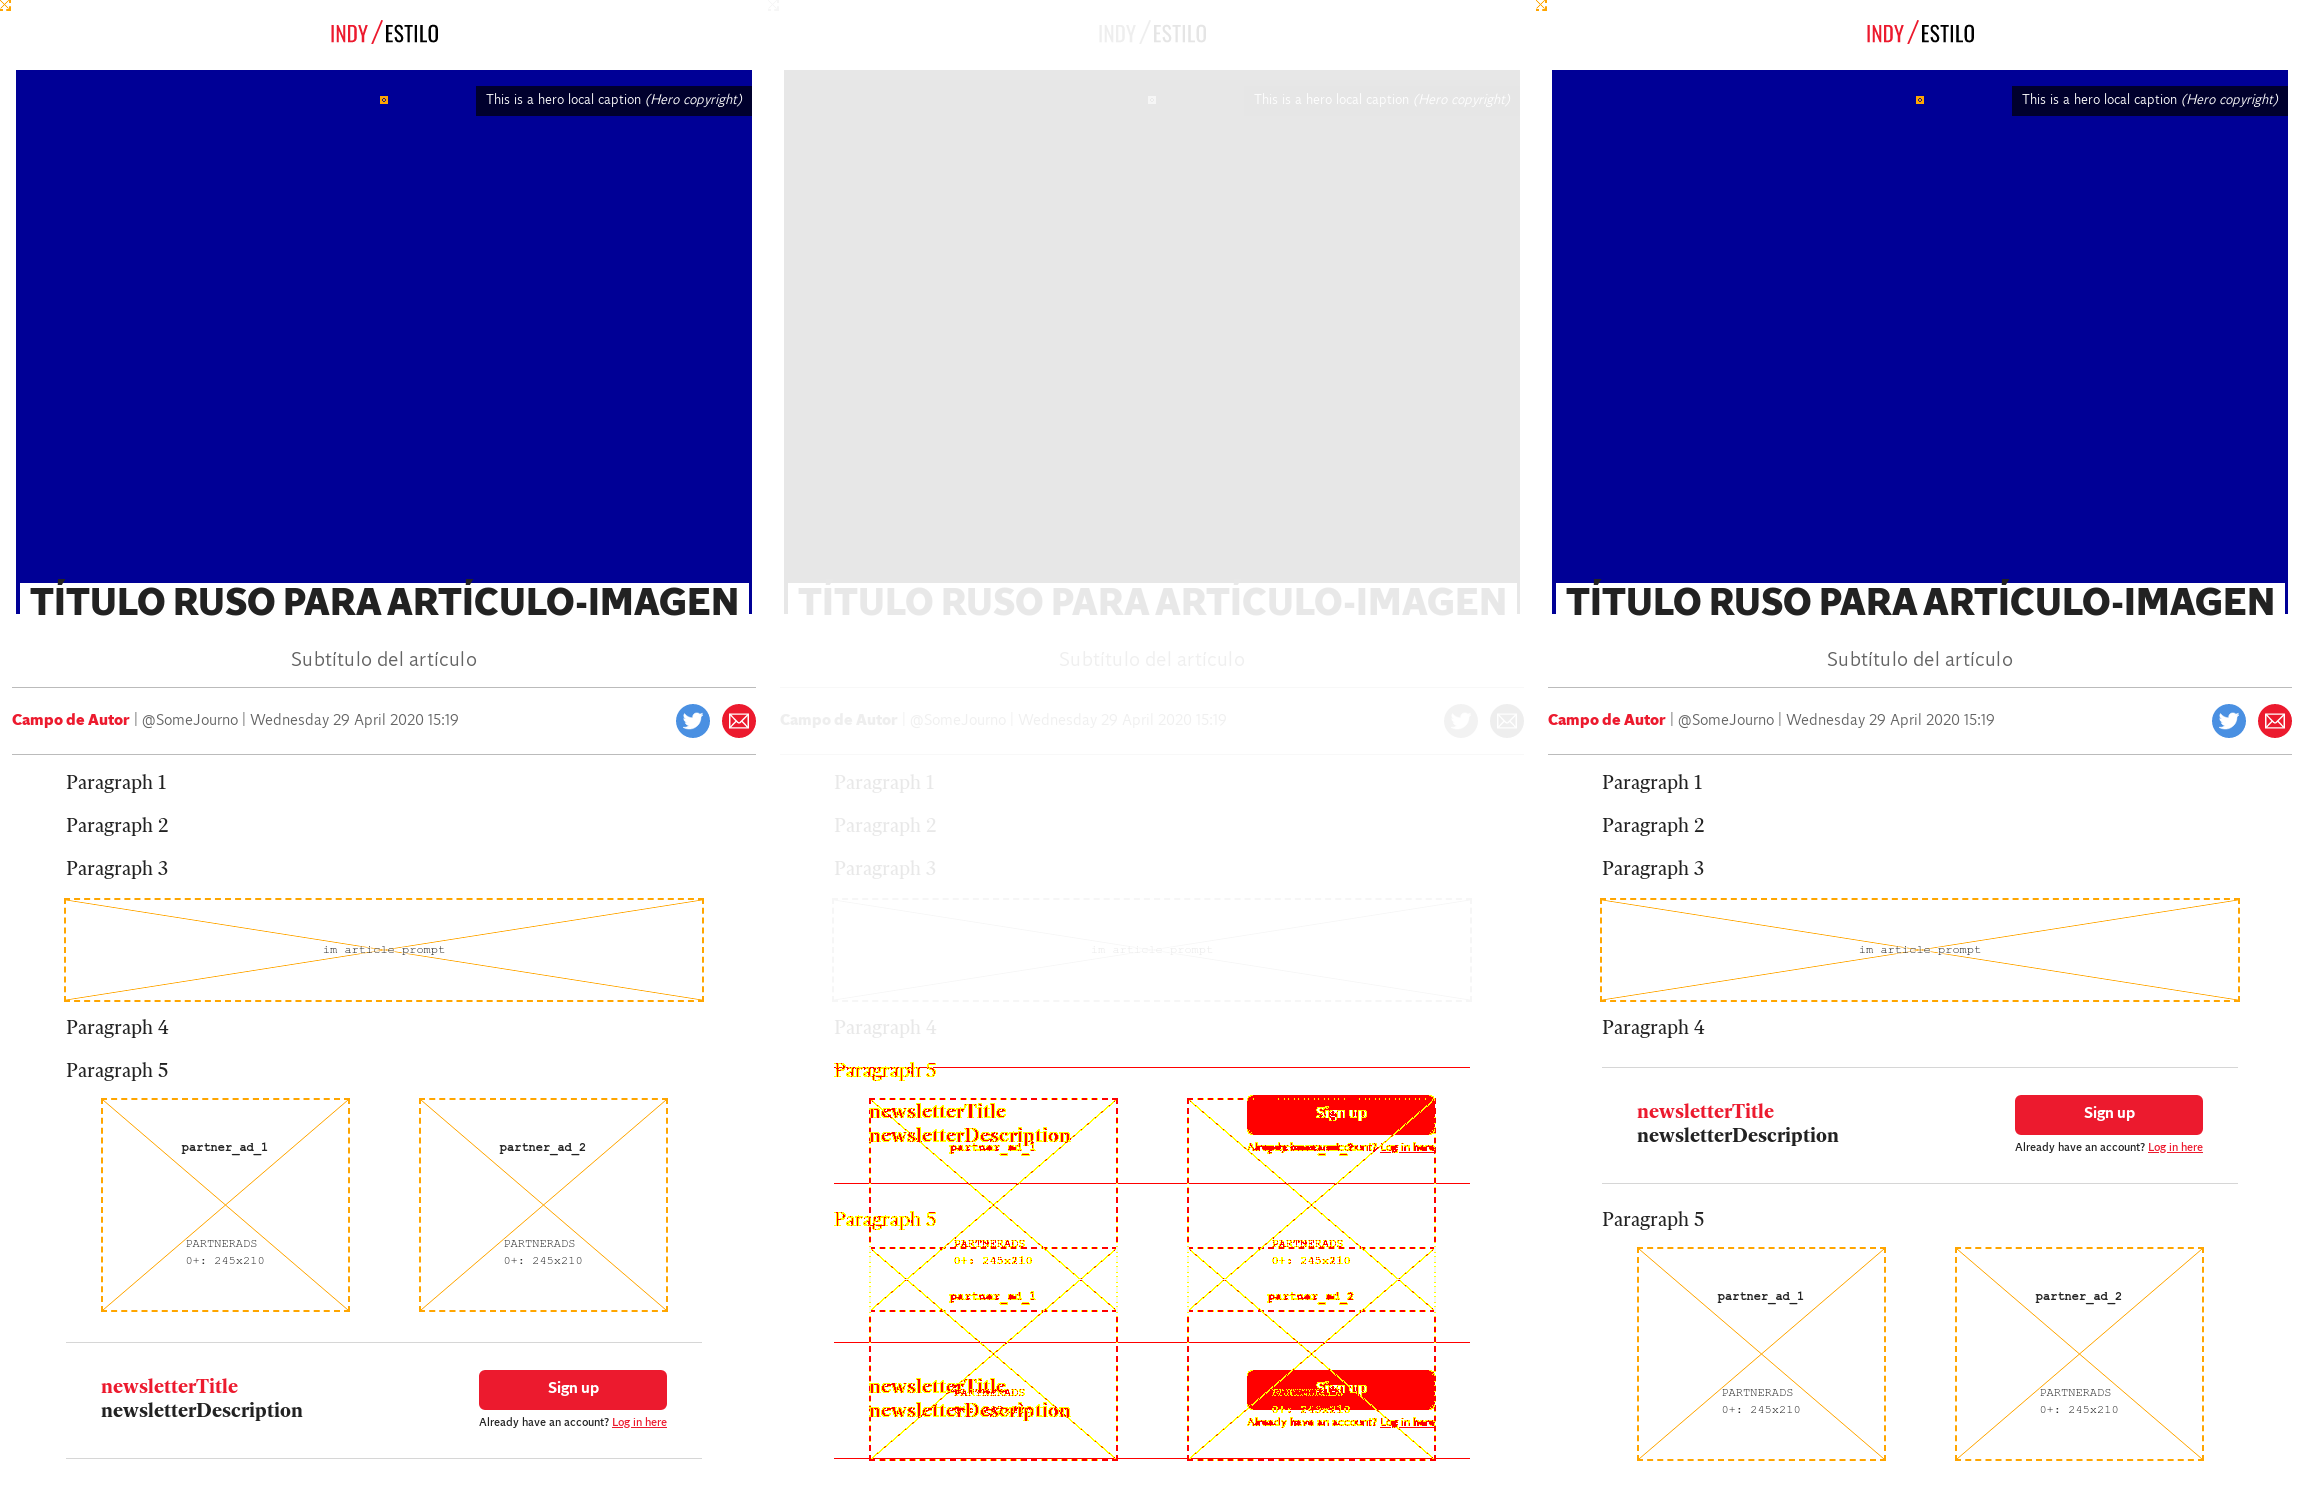 INDY / ESTILO
This is a hero local caption (Hero copyright)
TÍTULO RUSO PARA ARTÍCULO-IMAGEN
Subtítulo del artículo
Campo de Autor | @SomeJourno | Wednesday 29 April 2020 15:19
Paragraph 1
Paragraph 2
Paragraph 3
im article prompt
Paragraph 4
Paragraph 5
partner_ad_1 partner_ad_2
PARTNERADS PARTNERADS
0+: 245x210 0+: 245x210
newsletterTitle
newsletterDescription
Sign up
Already have an account? Log in here
INDY / ESTILO
This is a hero local caption (Hero copyright)
TÍTULO RUSO PARA ARTÍCULO-IMAGEN
Subtítulo del artículo
Campo de Autor | @SomeJourno | Wednesday 29 April 2020 15:19
Paragraph 1
Paragraph 2
Paragraph 3
im article prompt
Paragraph 4
Paragraph 5
newsletterTitle
newsletterDescription
Sign up
partner_ad_1
Log in here
Paragraph 5
PARTNERADS PARTNERADS
0+: 245x210 0+: 245x210
partner_ad_1 partner_ad_2
newsletterTitle
newsletterDescription
Sign up
Already have an account? Log in here
INDY / ESTILO
This is a hero local caption (Hero copyright)
TÍTULO RUSO PARA ARTÍCULO-IMAGEN
Subtítulo del artículo
Campo de Autor | @SomeJourno | Wednesday 29 April 2020 15:19
Paragraph 1
Paragraph 2
Paragraph 3
im article prompt
Paragraph 4
newsletterTitle
newsletterDescription
Sign up
Already have an account? Log in here
Paragraph 5
partner_ad_1 partner_ad_2
PARTNERADS PARTNERADS
0+: 245x210 0+: 245x210